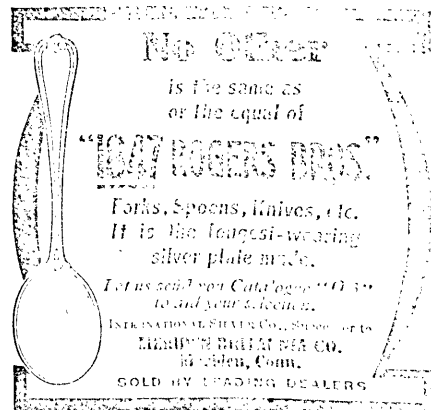 No Other
is the same as
or the equal of
"1847 ROGERS BROS."
Forks, Spoons, Knives, etc.
It is the longest-wearing
silver plate made.
Let us send you Catalogue
to aid your selection.
INTERNATIONAL SILVER CO., Successor to
MERIDEN BRITANNIA CO.
Meriden, Conn.
SOLD BY LEADING DEALERS